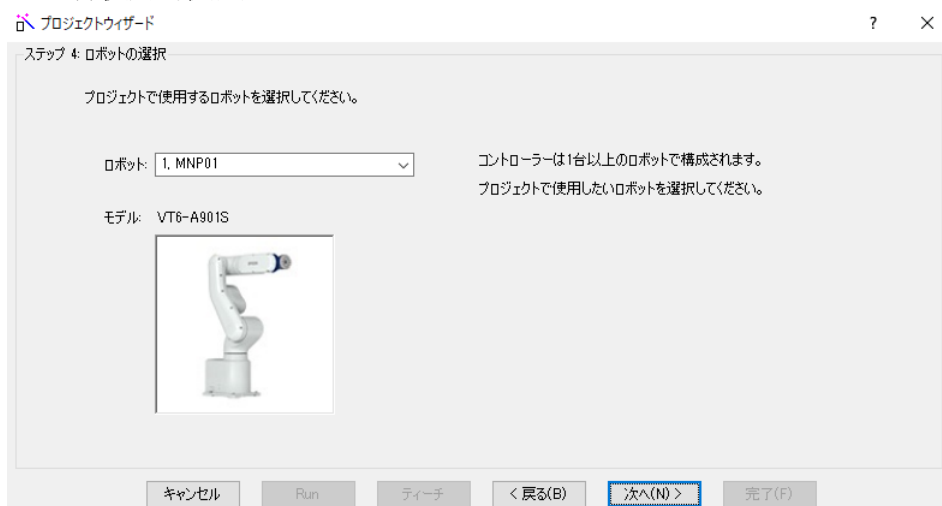 プロジェクトウィザード
? ×
ステップ 4: ロボットの選択
プロジェクトで使用するロボットを選択してください。
ロボット: 1, MNP01
コントローラーは1台以上のロボットで構成されます。
プロジェクトで使用したいロボットを選択してください。
モデル: VT6-A901S
キャンセル Run ティーチ < 戻る(B) 次へ(N) > 完了(F)